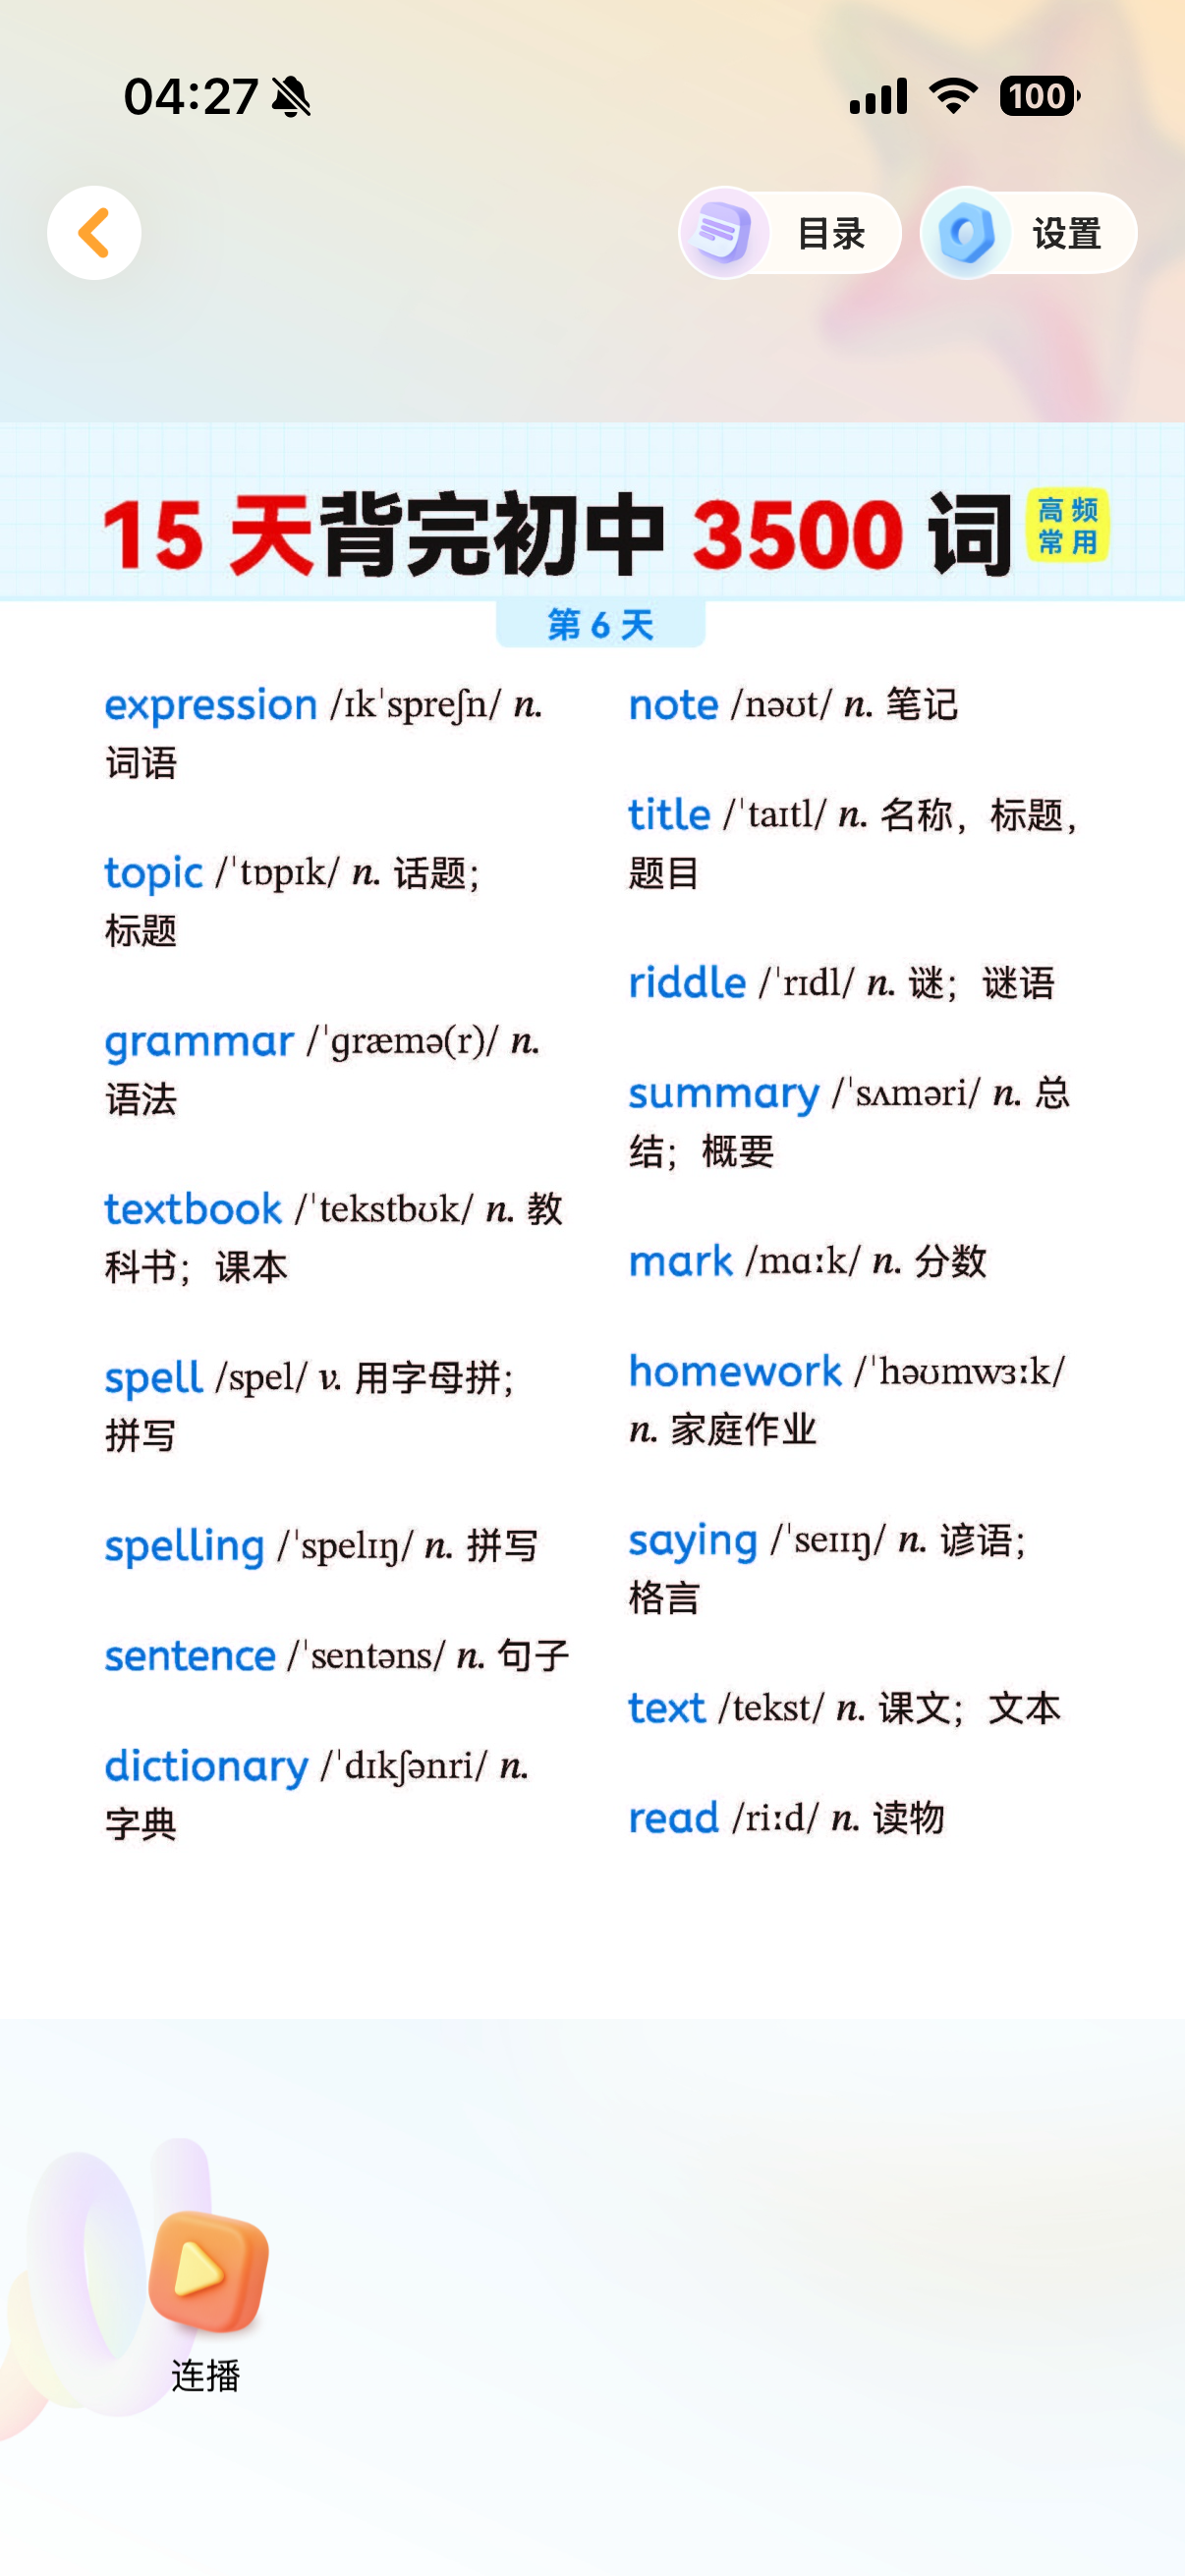 04:27
100
目录
设置
15 天背完初中 3500 词
高频
常用
第 6 天
expression /ɪkˈspreʃn/ n.
词语
topic /ˈtɒpɪk/ n. 话题；
标题
grammar /ˈɡræmə(r)/ n.
语法
textbook /ˈtekstbʊk/ n. 教
科书；课本
spell /spel/ v. 用字母拼；
拼写
spelling /ˈspelɪŋ/ n. 拼写
sentence /ˈsentəns/ n. 句子
dictionary /ˈdɪkʃənri/ n.
字典
note /nəʊt/ n. 笔记
title /ˈtaɪtl/ n. 名称，标题，
题目
riddle /ˈrɪdl/ n. 谜；谜语
summary /ˈsʌməri/ n. 总
结；概要
mark /mɑːk/ n. 分数
homework /ˈhəʊmwɜːk/
n. 家庭作业
saying /ˈseɪɪŋ/ n. 谚语；
格言
text /tekst/ n. 课文；文本
read /riːd/ n. 读物
连播